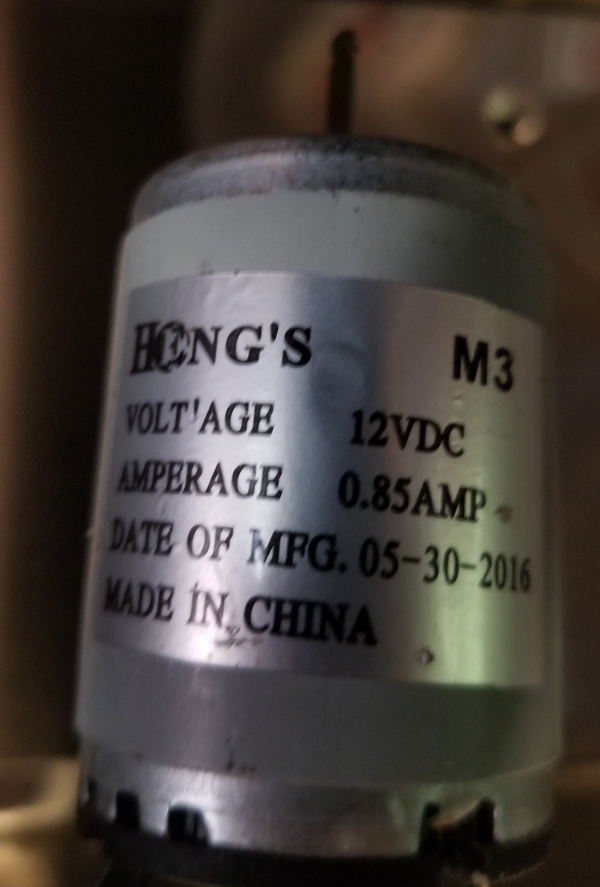 HENG'S M3
VOLT'AGE 12VDC
AMPERAGE 0.85AMP
DATE OF MFG. 05-30-2016
MADE IN CHINA